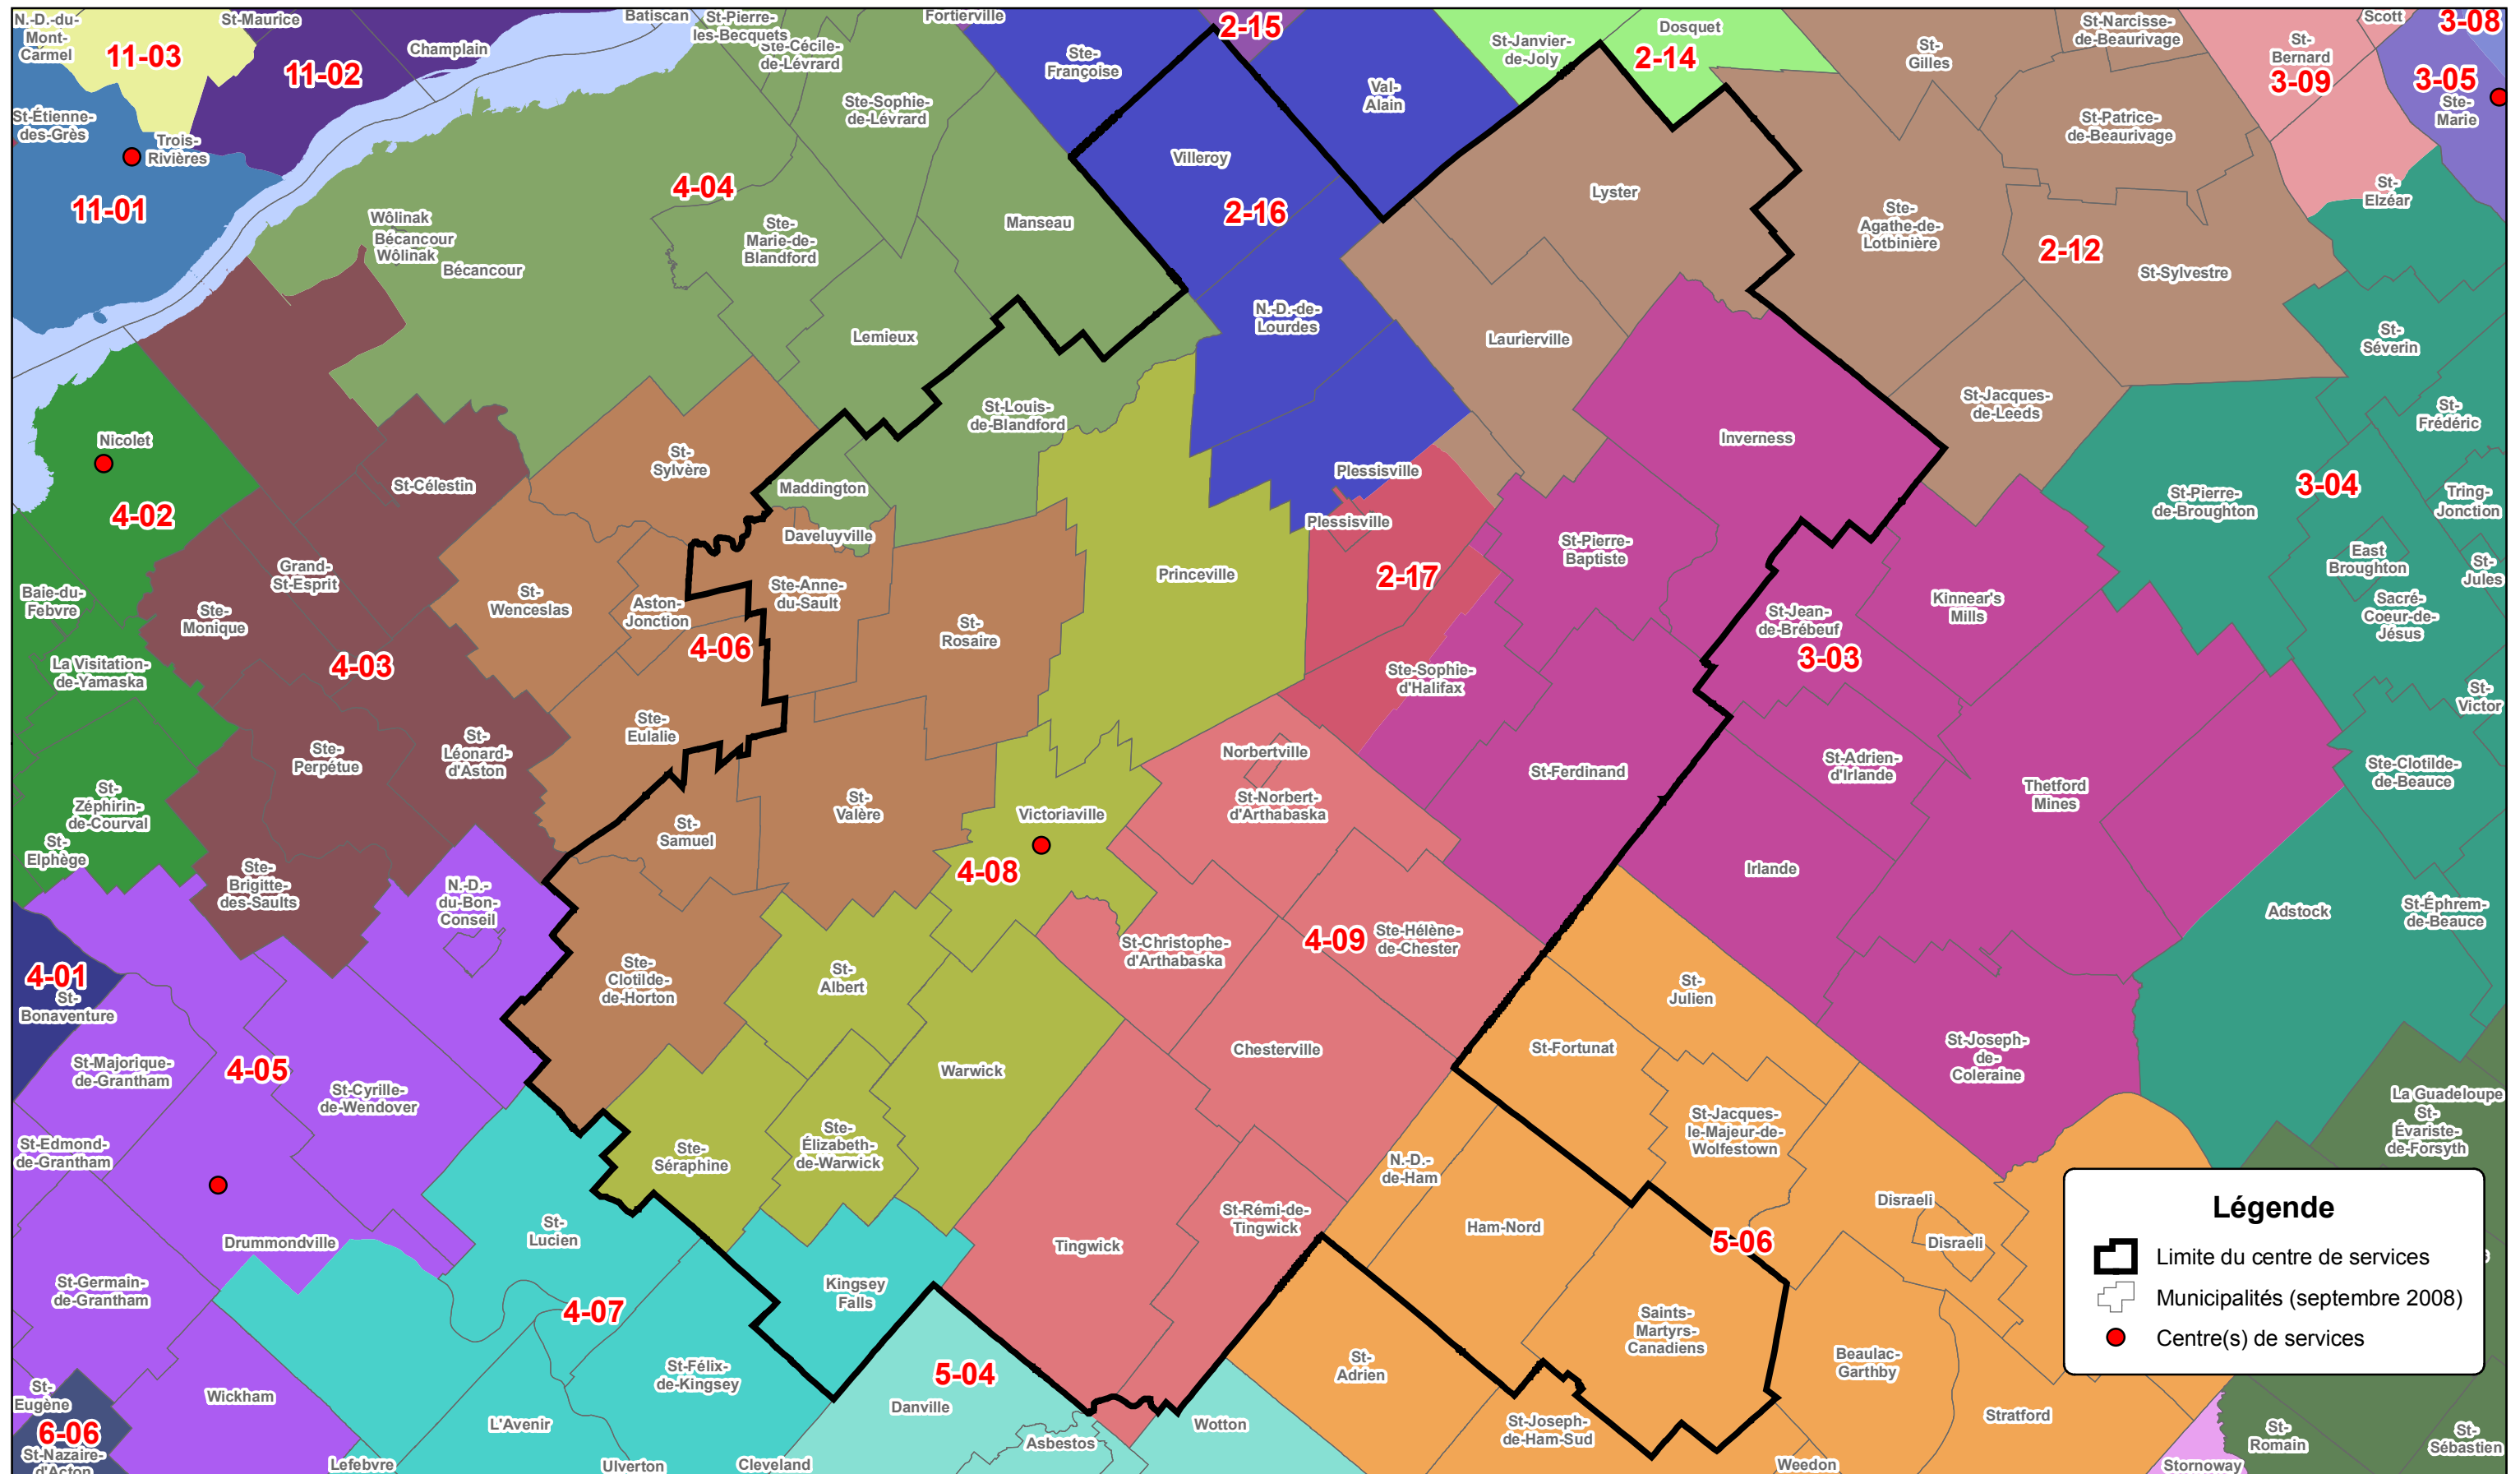 N.-D.-du-
Mont-
Carmel
11-03
St-Maurice
11-02
Champlain
Batiscan
St-Pierre-
les-Becquets
Ste-Cécile-
de-Lévrard
Fortierville
Ste-
Françoise
2-15
Val-
Alain
St-Janvier-
de-Joly
Dosquet
2-14
St-
Gilles
St-Narcisse-
de-Beaurivage
St-
Bernard
3-09
Scott
3-08
3-05
Ste-
Marie
St-Étienne-
des-Grès
Trois-
Rivières
11-01
Ste-Sophie-
de-Lévrard
4-04
Villeroy
2-16
Lyster
St-Patrice-
de-Beaurivage
St-
Elzéar
Wôlinak
Bécancour
Wôlinak
Bécancour
Ste-
Marie-de-
Blandford
Manseau
Ste-
Agathe-de-
Lotbinière
2-12
St-Sylvestre
Lemieux
N.-D.-de-
Lourdes
Laurierville
St-
Séverin
St-Jacques-
de-Leeds
St-
Frédéric
Nicolet
4-02
St-Célestin
St-
Sylvère
St-Louis-
de-Blandford
Maddington
Daveluyville
Plessisville
Plessisville
Inverness
3-04
St-Pierre-
de-Broughton
Tring-
Jonction
East
Broughton
St-
Jules
Sacré-
Coeur-de-
Jésus
Grand-
St-Esprit
Baie-du-
Febvre
Ste-
Monique
St-
Wenceslas
Aston-
Jonction
Ste-Anne-
du-Sault
Princeville
2-17
St-Pierre-
Baptiste
Kinnear's
Mills
St-Jean-
de-Brébeuf
3-03
La Visitation-
de-Yamaska
4-03
4-06
St-
Rosaire
Ste-Sophie-
d'Halifax
St-
Victor
Ste-
Eulalie
Ste-
Perpétue
St-
Léonard-
d'Aston
Norbertville
St-Ferdinand
St-Adrien-
d'Irlande
Thetford
Mines
Ste-Clotilde-
de-Beauce
St-
Zéphirin-
de-Courval
St-
Elphège
St-
Samuel
St-
Valère
Victoriaville
4-08
St-Norbert-
d'Arthabaska
Irlande
Ste-
Brigitte-
des-Saults
N.-D.-
du-Bon-
Conseil
St-Christophe-
d'Arthabaska
4-09
Ste-Hélène-
de-Chester
Adstock
St-Éphrem-
de-Beauce
4-01
St-
Bonaventure
Ste-
Clotilde-
de-Horton
St-
Albert
St-
Julien
St-Majorique-
de-Grantham
4-05
St-Cyrille-
de-Wendover
Warwick
Chesterville
St-Fortunat
St-Joseph-
de-
Coleraine
La Guadeloupe
St-
Évariste-
de-Forsyth
St-Edmond-
de-Grantham
Ste-
Séraphine
Ste-
Élizabeth-
de-Warwick
N.-D.-
de-Ham
St-Jacques-
le-Majeur-de-
Wolfestown
Disraeli
Disraeli
Drummondville
St-
Lucien
Tingwick
St-Rémi-de-
Tingwick
Ham-Nord
5-06
St-Germain-
de-Grantham
4-07
Kingsey
Falls
Saints-
Martyrs-
Canadiens
Beaulac-
Garthby
Wickham
St-Félix-
de-Kingsey
5-04
Danville
St-
Adrien
Stratford
St-
Eugène
6-06
St-Nazaire-
d'Acton
L'Avenir
Lefebvre
Ulverton
Cleveland
Asbestos
Wotton
St-Joseph-
de-Ham-Sud
Weedon
St-
Romain
Stornoway
St-
Sébastien
Légende
Limite du centre de services
Municipalités (septembre 2008)
Centre(s) de services